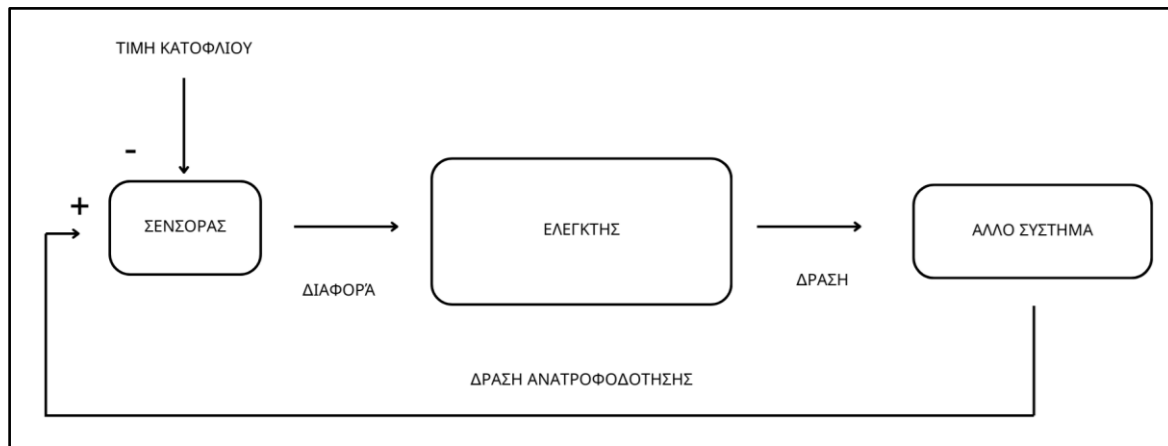 ΤΙΜΗ ΚΑΤΟΦΛΙΟΥ
-
+
ΣΕΝΣΟΡΑΣ
ΕΛΕΓΚΤΗΣ
ΑΛΛΟ ΣΥΣΤΗΜΑ
ΔΙΑΦΟΡΆ
ΔΡΑΣΗ
ΔΡΑΣΗ ΑΝΑΤΡΟΦΟΔΟΤΗΣΗΣ